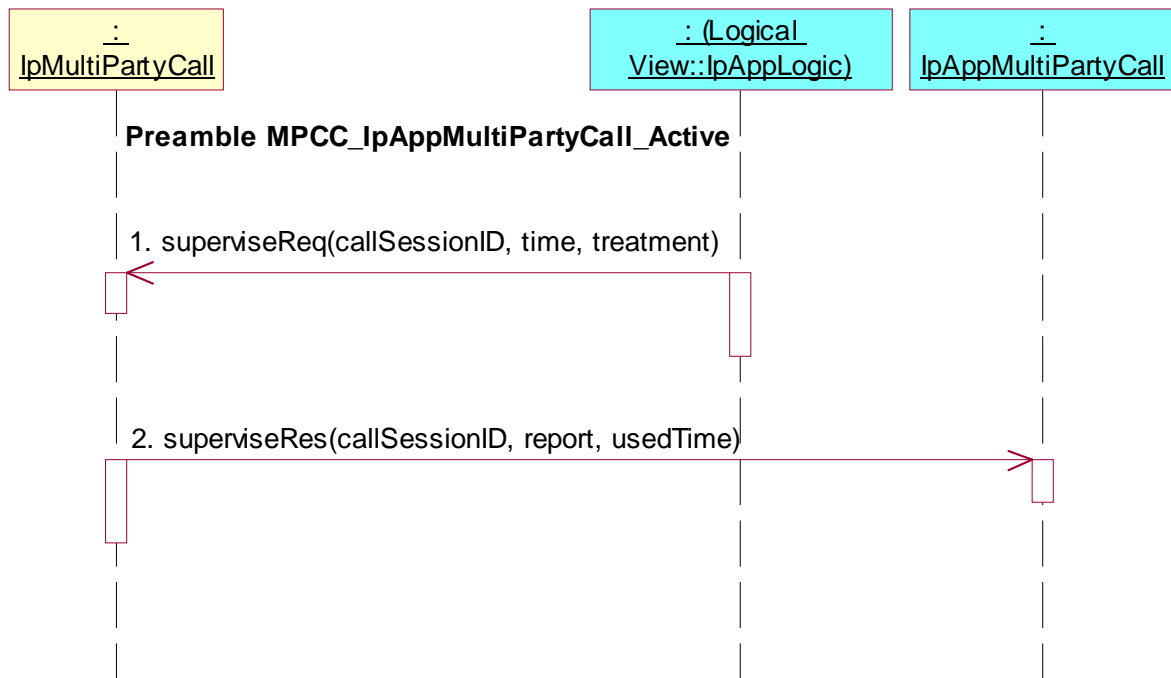 :
IpMultiPartyCall
: (Logical
View::IpAppLogic)
:
IpAppMultiPartyCall
Preamble MPCC_IpAppMultiPartyCall_Active
1. superviseReq(callSessionID, time, treatment)
2. superviseRes(callSessionID, report, usedTime)